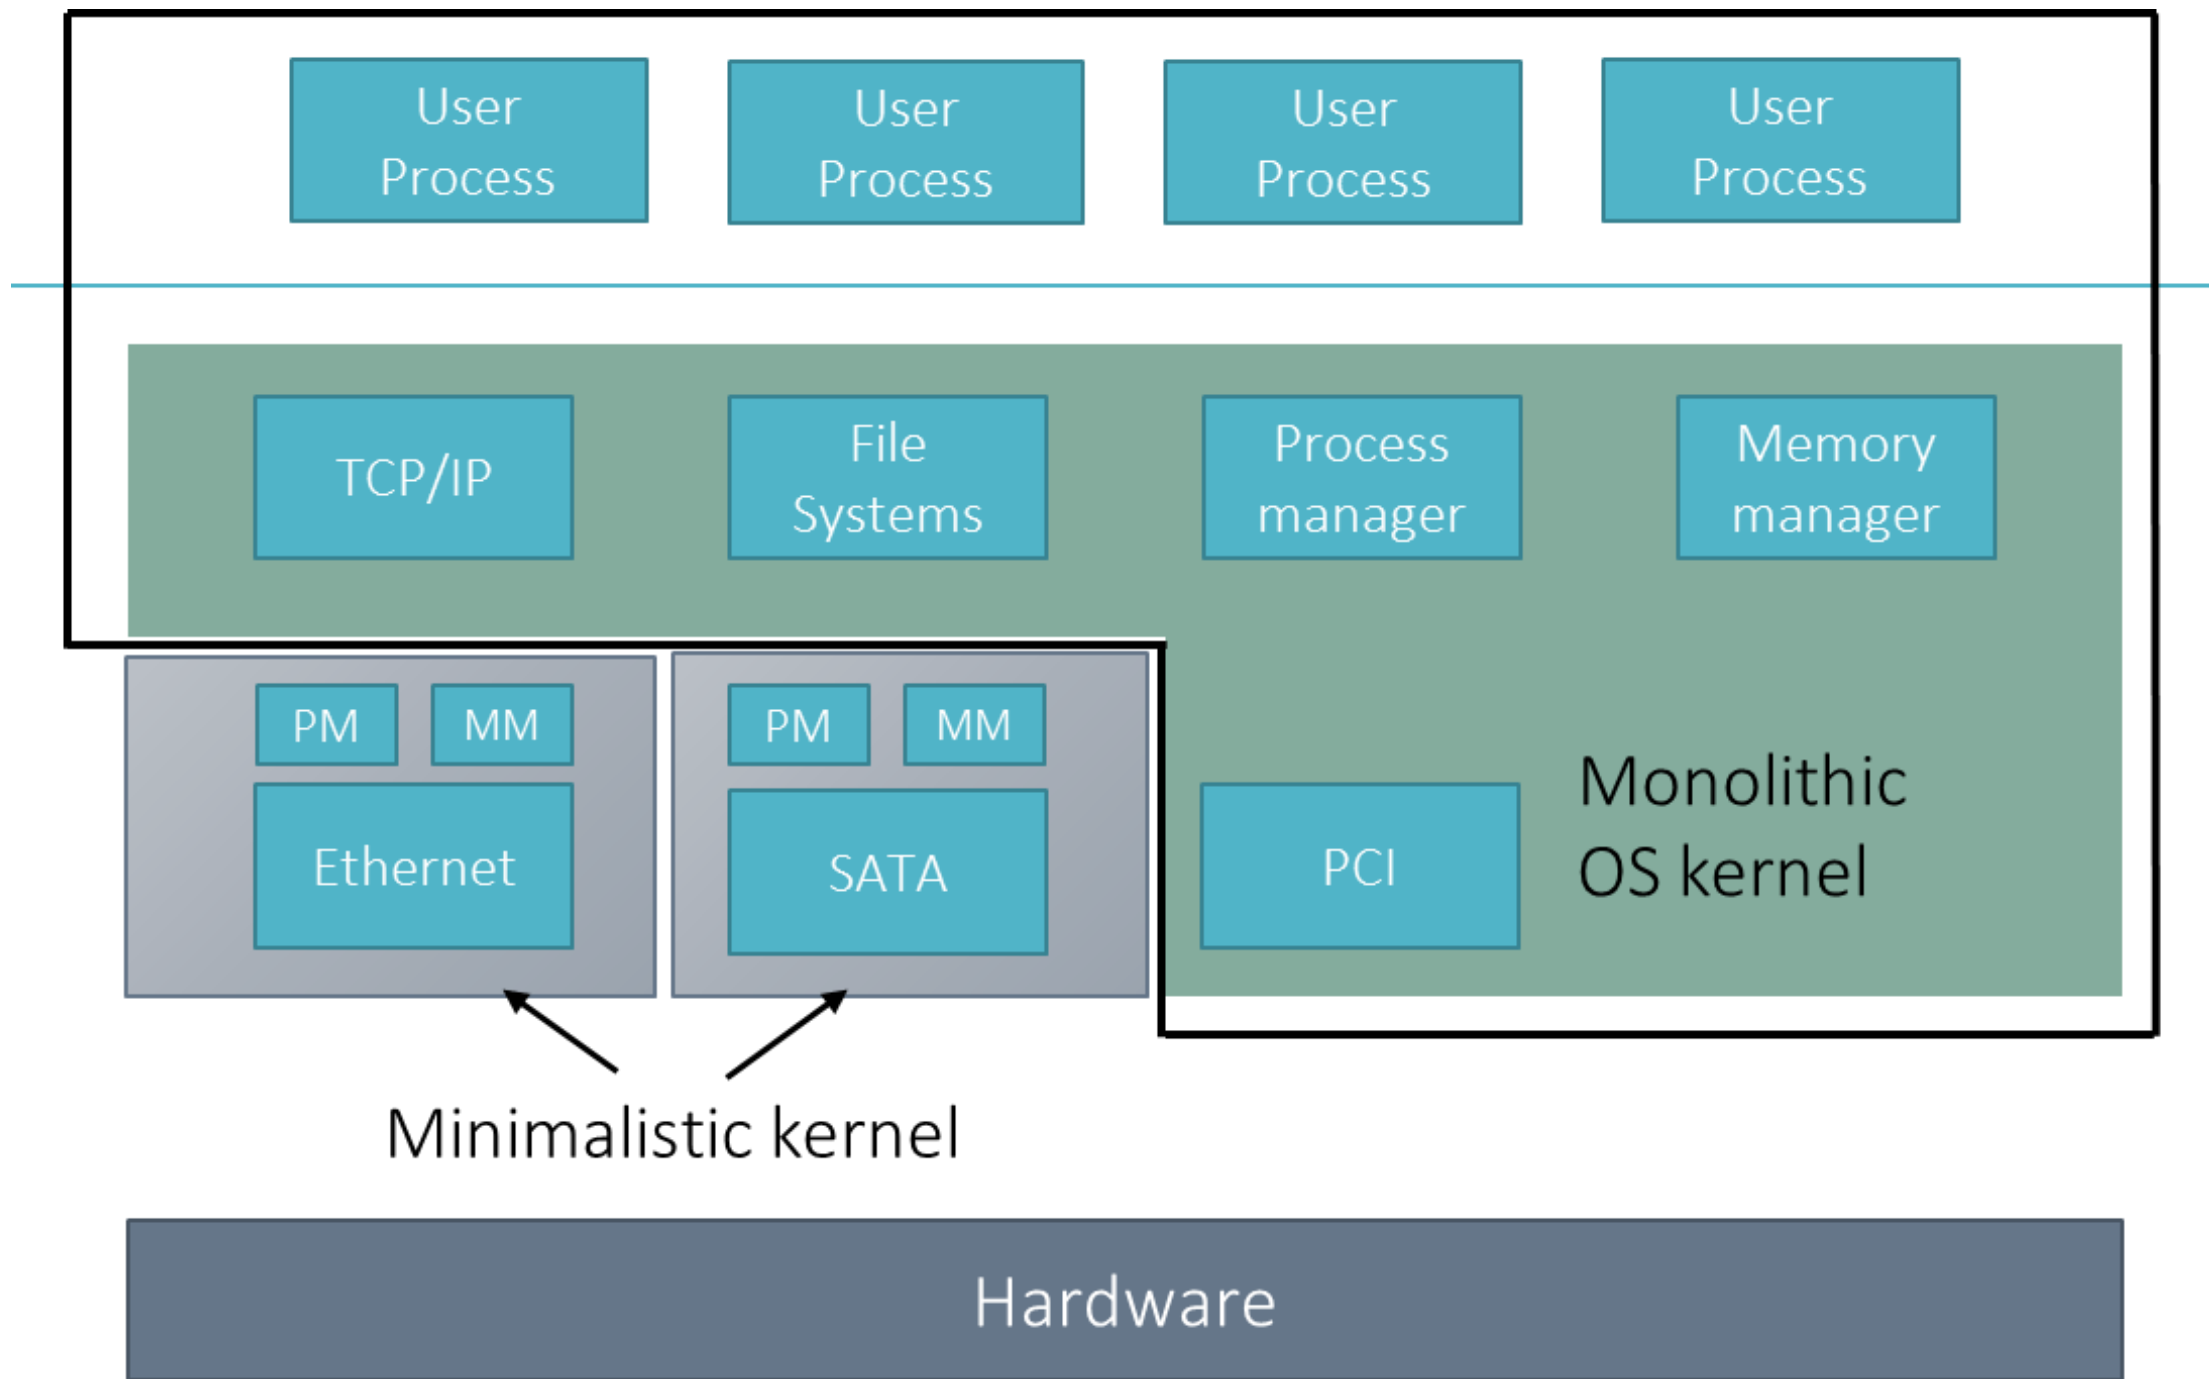 User
Process
User
Process
User
Process
User
Process
TCP/IP
File
Systems
Process
manager
Memory
manager
PM
MM
Ethernet
PM
MM
SATA
PCI
Monolithic
OS kernel
Minimalistic kernel
Hardware